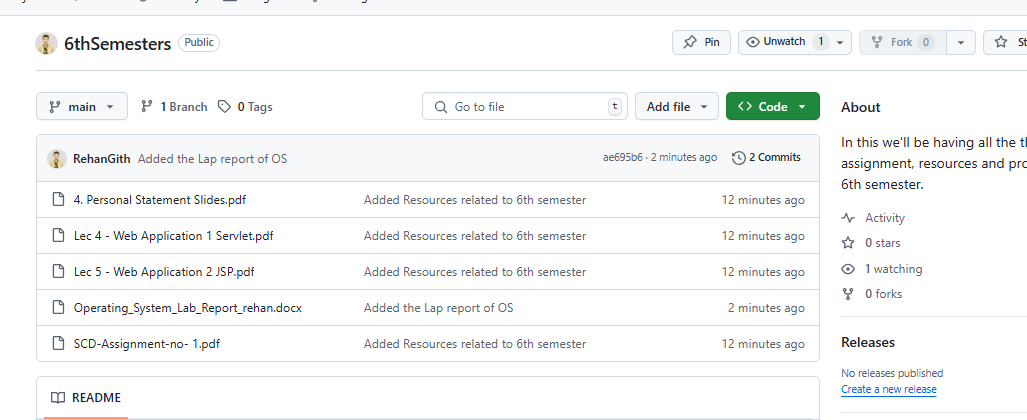 6thSemesters Public Pin Unwatch 1 Fork 0
main 1 Branch 0 Tags Go to file t Add file Code
RehanGith Added the Lap report of OS ae695b6 · 2 minutes ago 2 Commits
4. Personal Statement Slides.pdf Added Resources related to 6th semester 12 minutes ago
Lec 4 - Web Application 1 Servlet.pdf Added Resources related to 6th semester 12 minutes ago
Lec 5 - Web Application 2 JSP.pdf Added Resources related to 6th semester 12 minutes ago
Operating_System_Lab_Report_rehan.docx Added the Lap report of OS 2 minutes ago
SCD-Assignment-no- 1.pdf Added Resources related to 6th semester 12 minutes ago
README
About
In this we'll be having all the
assignment, resources and
6th semester.
Activity
0 stars
1 watching
0 forks
Releases
No releases published
Create a new release